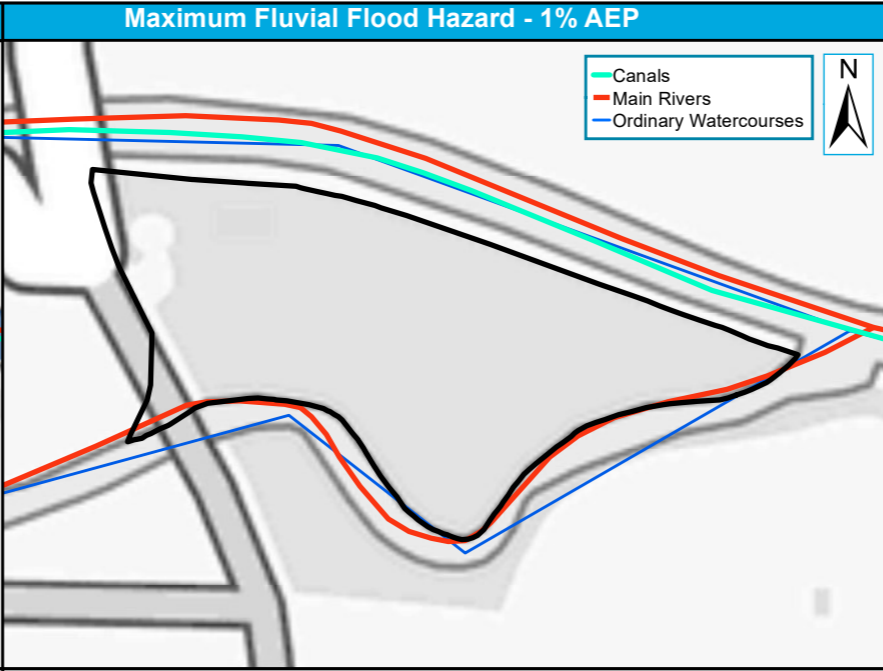 Maximum Fluvial Flood Hazard - 1% AEP
Canals
Main Rivers
Ordinary Watercourses
N